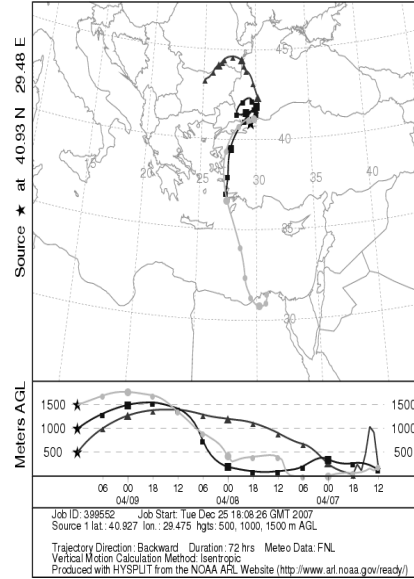 Source ★ at 40.93 N 29.48 E
45
40
40
35
35
30
15
20
25
30
35
40
Meters AGL
1500
1000
500
1500
1000
500
06 00 18 12 06 00 18 12 06 00 18 12
04/09 04/08 04/07
Job ID: 399552 Job Start: Tue Dec 25 18:08:26 GMT 2007
Source 1 lat.: 40.927 lon.: 29.475 hgts: 500, 1000, 1500 m AGL
Trajectory Direction: Backward Duration: 72 hrs Meteo Data: FNL
Vertical Motion Calculation Method: Isentropic
Produced with HYSPLIT from the NOAA ARL Website (http://www.arl.noaa.gov/ready/)